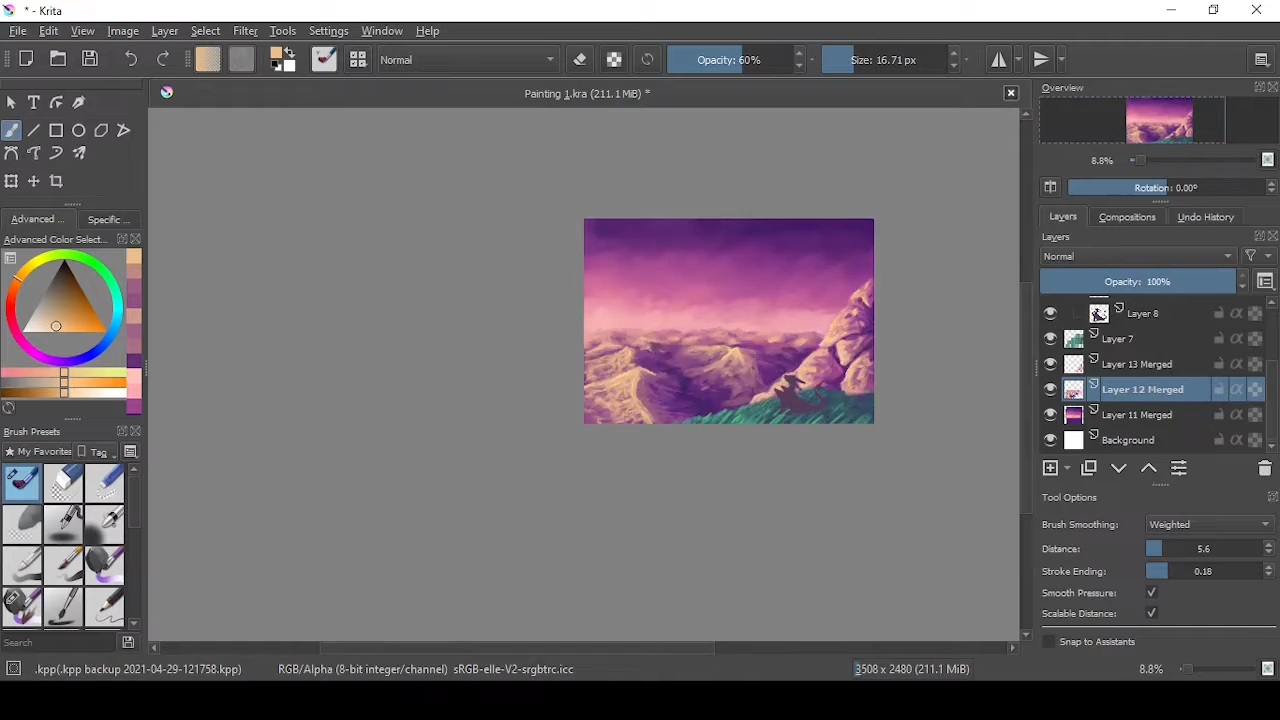 * - Krita
File Edit View Image Layer Select Filter Tools Settings Window Help
Normal Opacity: 60% Size: 16.71 px
Painting 1.kra (211.1 MiB) *
Overview
8.8%
Rotation: 0.00°
Advanced ... Specific ...
Layers Compositions Undo History
Advanced Color Select...
Layers
Normal
Opacity: 100%
Layer 8
Layer 7
Layer 13 Merged
Layer 12 Merged
Layer 11 Merged
Background
Brush Presets
My Favorites Tag
Tool Options
Brush Smoothing: Weighted
Distance: 5.6
Stroke Ending: 0.18
Smooth Pressure:
Scalable Distance:
Snap to Assistants
Search
.kpp(.kpp backup 2021-04-29-121758.kpp) RGB/Alpha (8-bit integer/channel) sRGB-elle-V2-srgbtrc.icc 3508 x 2480 (211.1 MiB) 8.8%